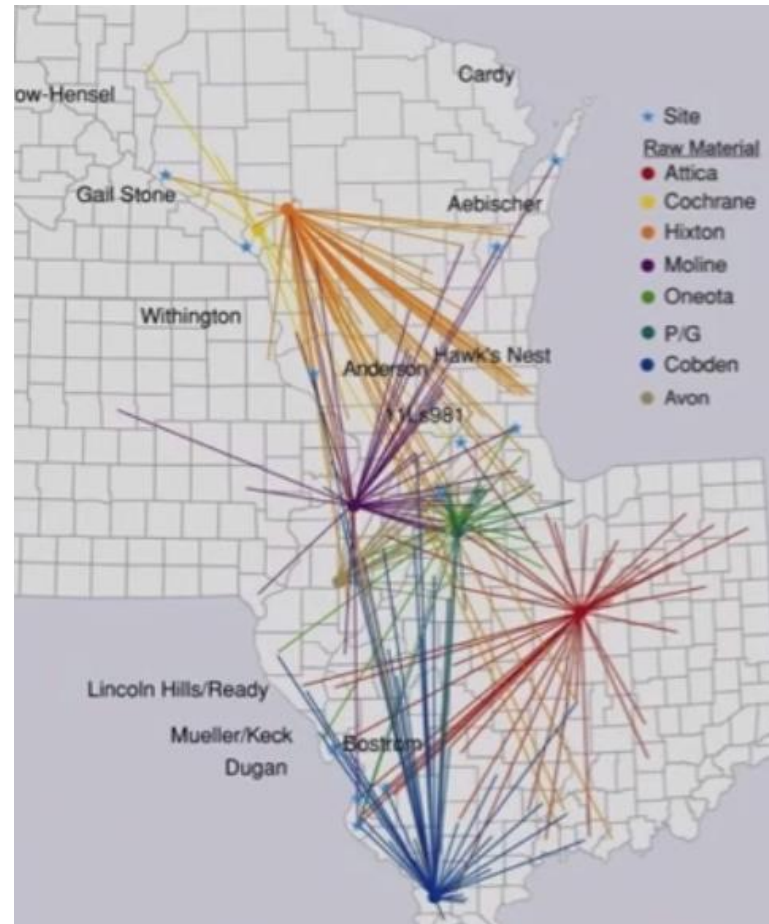 Cardy
ow-Hensel
Site
Raw Material
Gail Stone
Attica
Aebischer
Cochrane
Hixton
Moline
Withington
Oneota
P/G
Anderson
Hawk's Nest
Cobden
Avon
11Ls981
Lincoln Hills/Ready
Mueller/Keck
Bostrom
Dugan